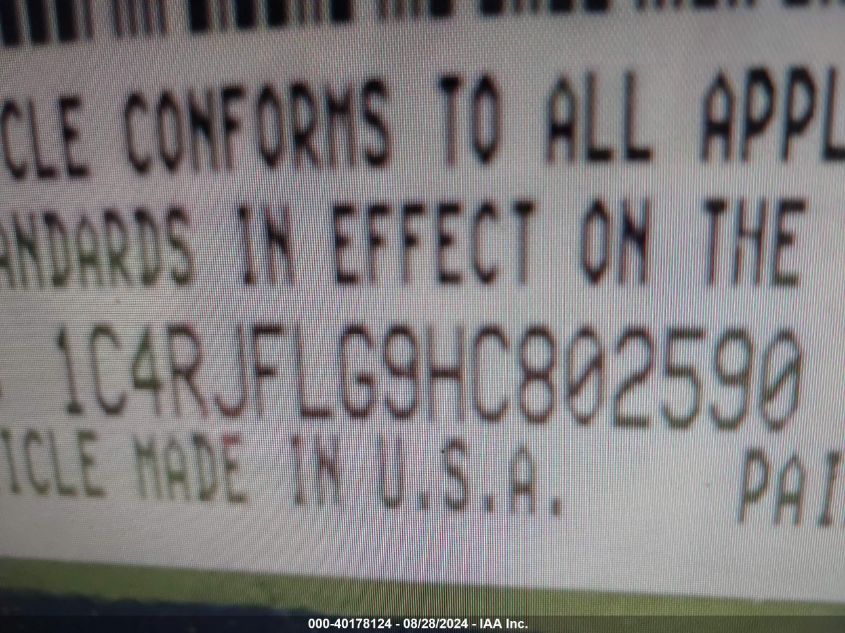 CLE CONFORMS TO ALL APPL
ANDARDS IN EFFECT ON THE
1C4RJFLG9HC802590
ICLE MADE IN U.S.A. PAI
000-40178124 - 08/28/2024 - IAA Inc.